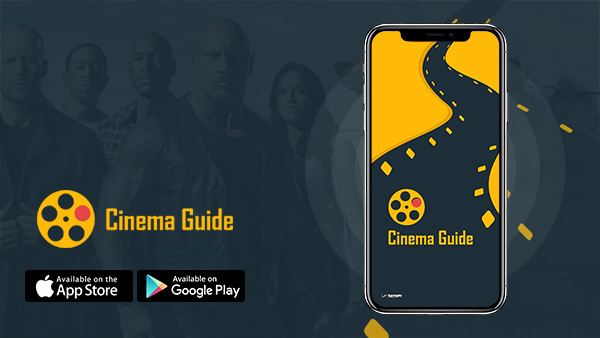 Cinema Guide
Available on the
App Store
Available on
Google Play
Cinema Guide